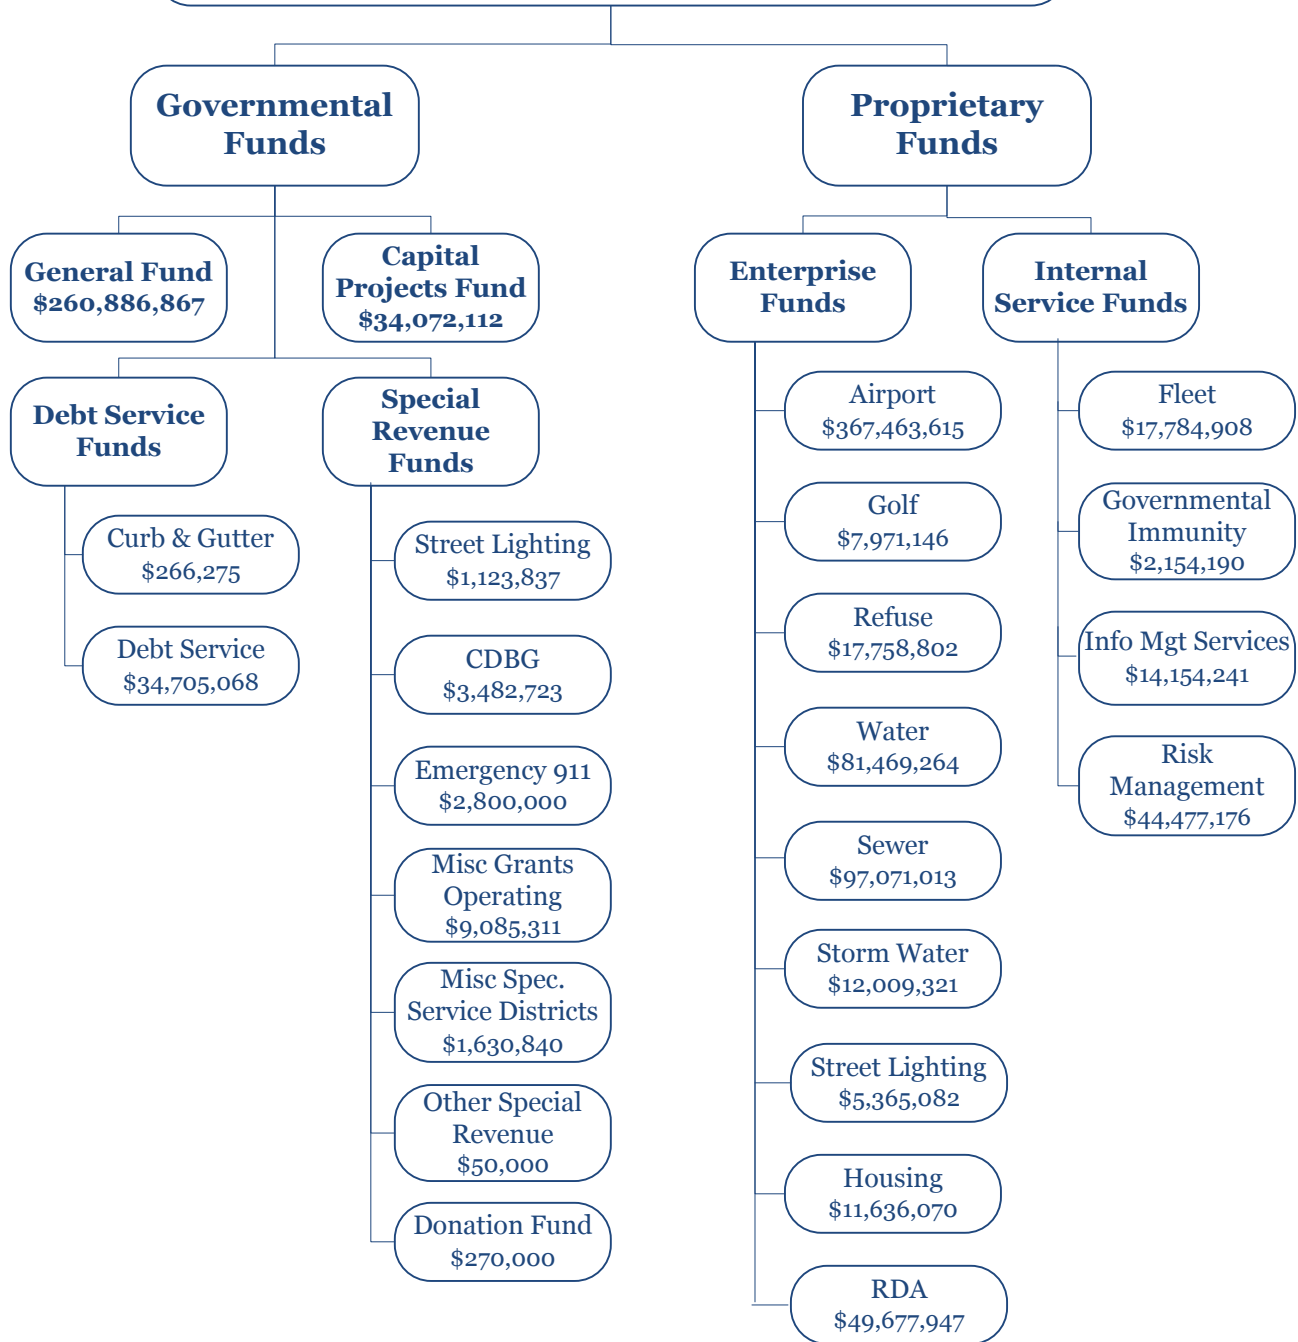 Governmental
Funds
Proprietary
Funds
General Fund
$260,886,867
Capital
Projects Fund
$34,072,112
Debt Service
Funds
Curb & Gutter
$266,275
Debt Service
$34,705,068
Special
Revenue
Funds
Street Lighting
$1,123,837
CDBG
$3,482,723
Emergency 911
$2,800,000
Misc Grants
Operating
$9,085,311
Misc Spec.
Service Districts
$1,630,840
Other Special
Revenue
$50,000
Donation Fund
$270,000
Enterprise
Funds
Airport
$367,463,615
Golf
$7,971,146
Refuse
$17,758,802
Water
$81,469,264
Sewer
$97,071,013
Storm Water
$12,009,321
Street Lighting
$5,365,082
Housing
$11,636,070
RDA
$49,677,947
Internal
Service Funds
Fleet
$17,784,908
Governmental
Immunity
$2,154,190
Info Mgt Services
$14,154,241
Risk
Management
$44,477,176